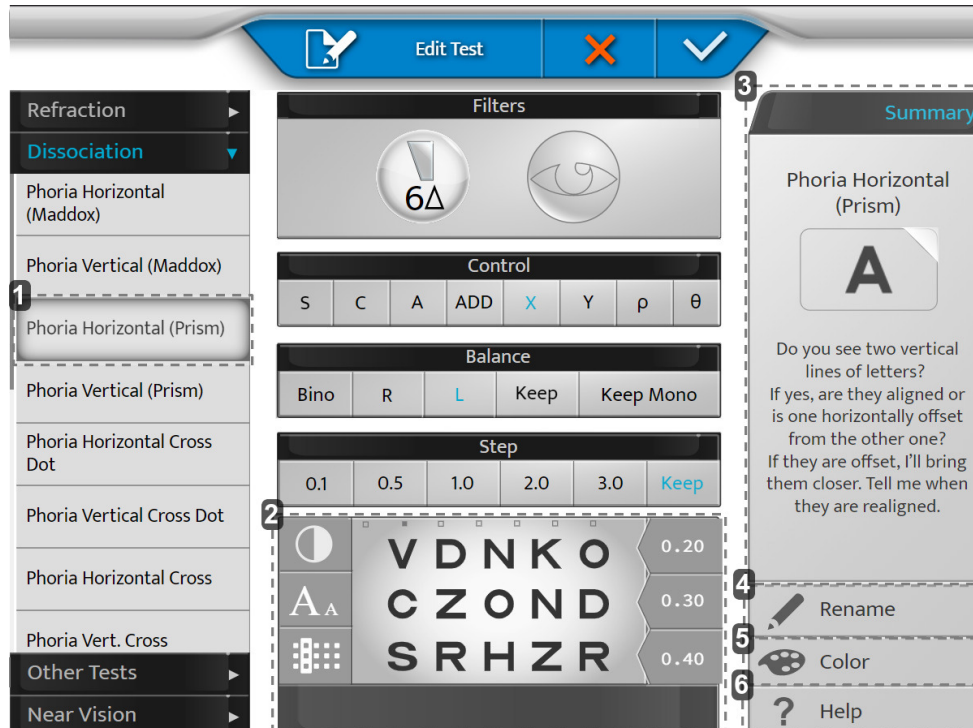 Edit Test
3
Refraction
Dissociation
Phoria Horizontal
(Maddox)
Phoria Vertical (Maddox)
1
Phoria Horizontal (Prism)
Phoria Vertical (Prism)
Phoria Horizontal Cross
Dot
Phoria Vertical Cross Dot
Phoria Horizontal Cross
Phoria Vert. Cross
Other Tests
Near Vision
Filters
6Δ
Control
S C A ADD X Y ρ θ
Balance
Bino R L Keep Keep Mono
Step
0.1 0.5 1.0 2.0 3.0 Keep
2
A A
V D N K O 0.20
C Z O N D 0.30
S R H Z R 0.40
Summary
Phoria Horizontal
(Prism)
A
Do you see two vertical
lines of letters?
If yes, are they aligned or
is one horizontally offset
from the other one?
If they are offset, I'll bring
them closer. Tell me when
they are realigned.
4
Rename
5
Color
6
? Help